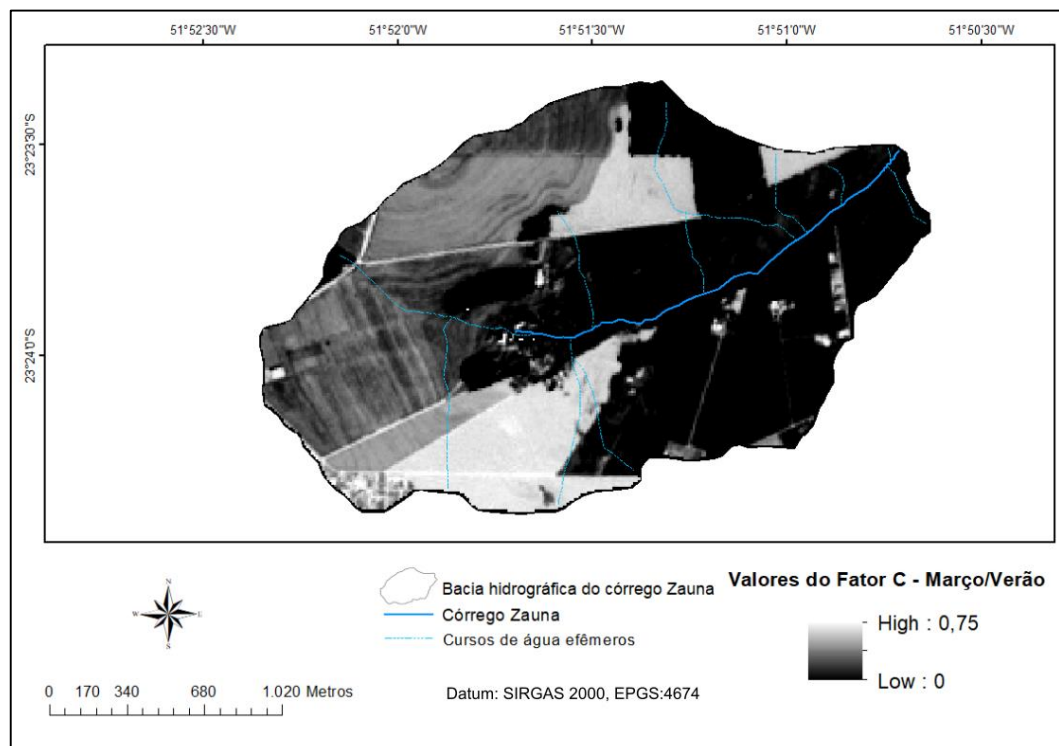 51°52'30"W 51°52'0"W 51°51'30"W 51°51'0"W 51°50'30"W
23°23'30"S
23°24'0"S
N
W E
S
Bacia hidrográfica do córrego Zauna
Córrego Zauna
Cursos de água efêmeros
Valores do Fator C - Março/Verão
High : 0,75
Low : 0
0 170 340 680 1.020 Metros
Datum: SIRGAS 2000, EPGS:4674